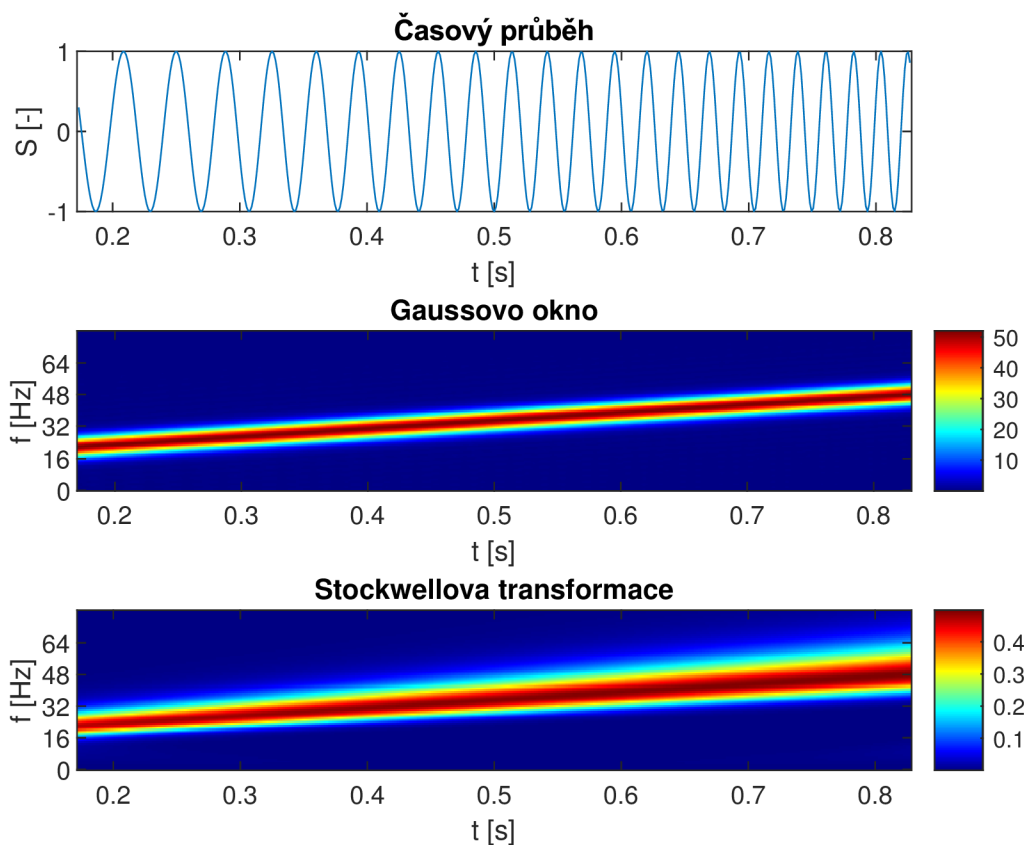 Časový průběh
1
0
-1
S [-]
0.2 0.3 0.4 0.5 0.6 0.7 0.8
t [s]
Gaussovo okno
64
48
32
16
0
f [Hz]
50
40
30
20
10
0.2 0.3 0.4 0.5 0.6 0.7 0.8
t [s]
Stockwellova transformace
64
48
32
16
0
f [Hz]
0.4
0.3
0.2
0.1
0.2 0.3 0.4 0.5 0.6 0.7 0.8
t [s]